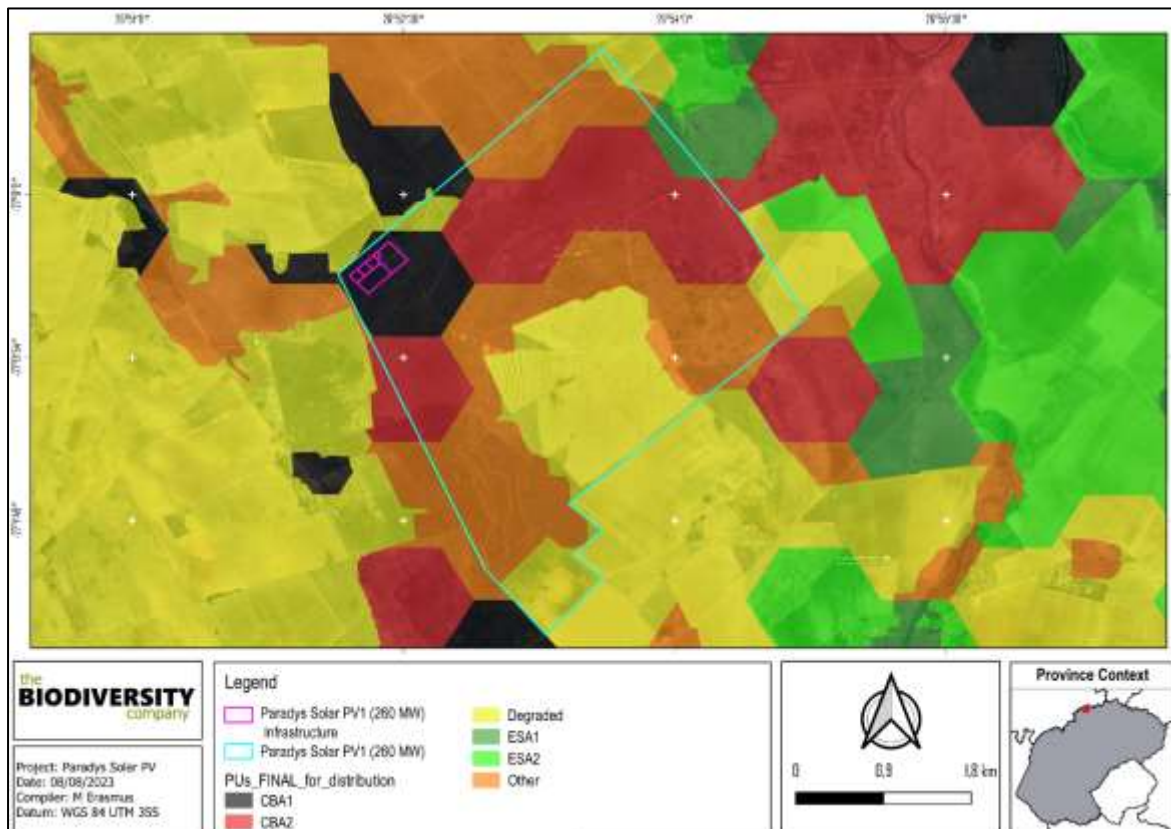 the
BIODIVERSITY
company
Project: Paradys Solar PV
Date: 08/08/2023
Compiler: M Erasmus
Datum: WGS 84 UTM 35S
Legend
Paradys Solar PV1 (260 MW)
Infrastructure
Paradys Solar PV1 (260 MW)
PUs_FINAL_for_distribution
CBA1
CBA2
Degraded
ESA1
ESA2
Other
0 0,9 1,8 km
Province Context